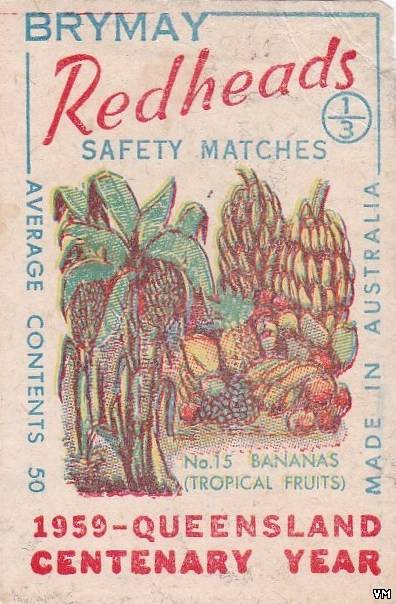 BRYMAY
Redheads
1/3
SAFETY MATCHES
AVERAGE CONTENTS 50
MADE IN AUSTRALIA
No.15 BANANAS
(TROPICAL FRUITS)
1959-QUEENSLAND
CENTENARY YEAR
VM